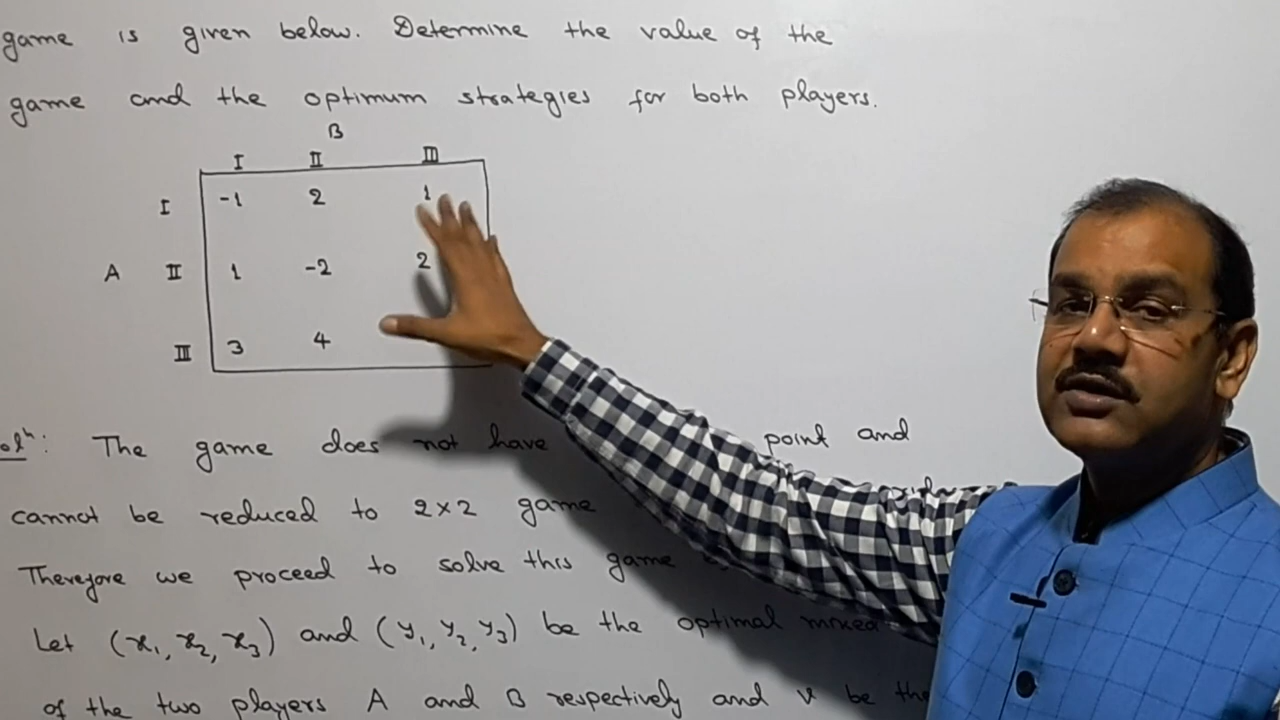 game is given below. Determine the value of the
game and the optimum strategies for both players.
B
I II III
I -1 2 1
A II 1 -2 2
III 3 4
The game does not have point and
cannot be reduced to 2×2 game
Therefore we proceed to solve this game
Let (x₁, x₂, x₃) and (y₁, y₂, y₃) be the optimal mixed
of the two players A and B respectively and v be the